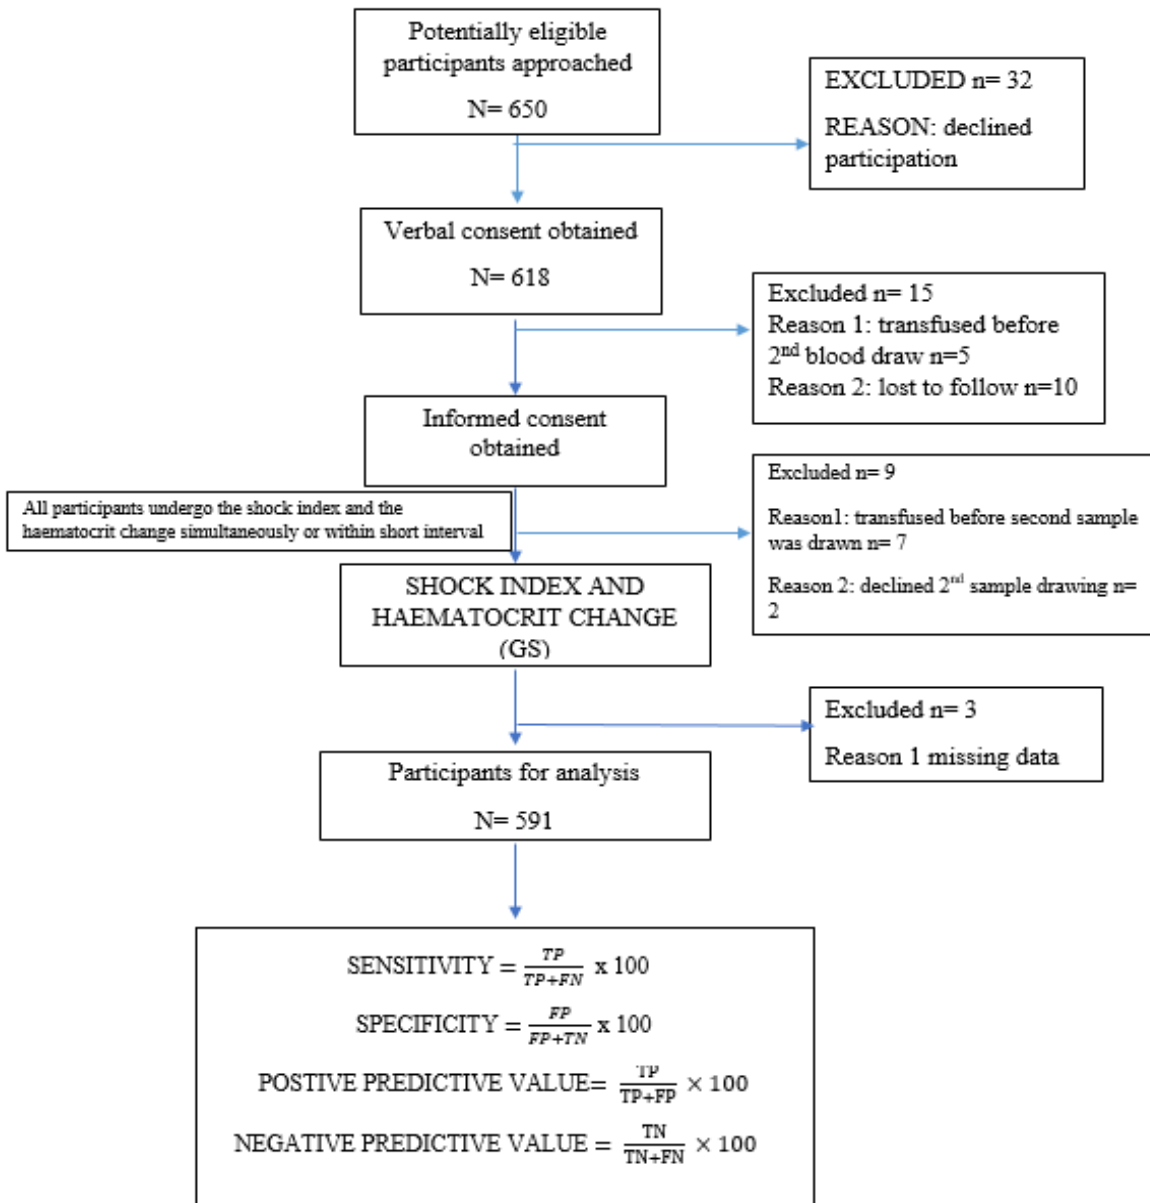 Potentially eligible
participants approached
N= 650
EXCLUDED n= 32
REASON: declined
participation
Verbal consent obtained
N= 618
Excluded n= 15
Reason 1: transfused before
2nd blood draw n=5
Reason 2: lost to follow n=10
Informed consent
obtained
Excluded n= 9
Reason1: transfused before second sample
was drawn n= 7
Reason 2: declined 2nd sample drawing n=
2
All participants undergo the shock index and the
haematocrit change simultaneously or within short interval
SHOCK INDEX AND
HAEMATOCRIT CHANGE
(GS)
Excluded n= 3
Reason 1 missing data
Participants for analysis
N= 591
SENSITIVITY = TP/TP+FN x 100
SPECIFICITY = FP/FP+TN x 100
POSTIVE PREDICTIVE VALUE= TP/TP+FP × 100
NEGATIVE PREDICTIVE VALUE = TN/TN+FN × 100